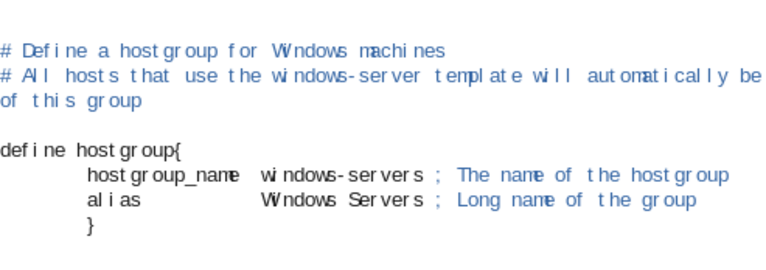 # Define a hostgroup for Windows machines
# All hosts that use the windows-server template will automatically be
of this group
define hostgroup{
hostgroup_name windows-servers ; The name of the hostgroup
alias Windows Servers ; Long name of the group
}